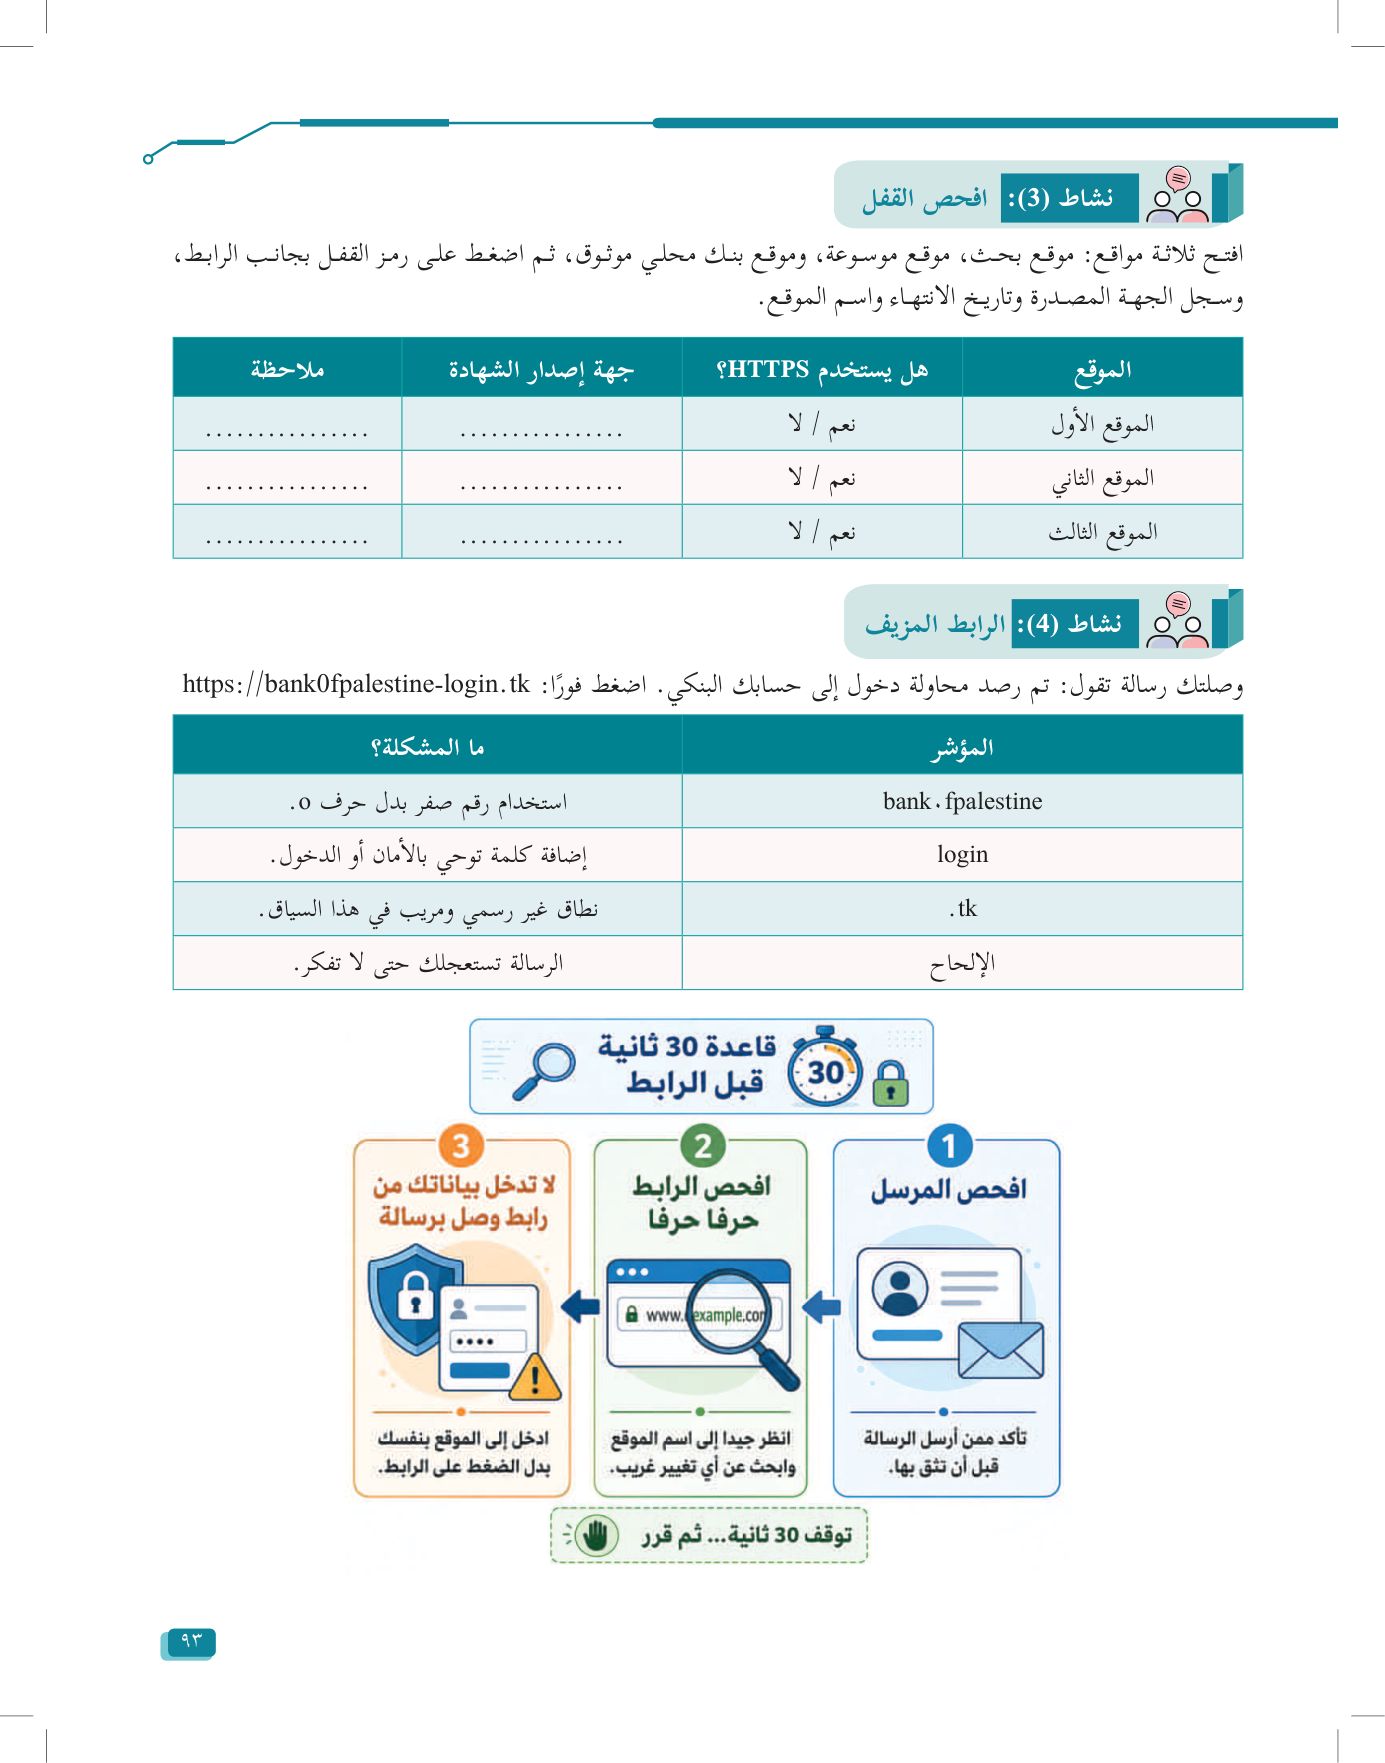 نشاط (3): افحص القفل
افتح ثلاثة مواقع: موقع بحث، موقع موسوعة، وموقع بنك محلي موثوق، ثم اضغط على رمز القفل بجانب الرابط،
وسجل الجهة المصدرة وتاريخ الانتهاء واسم الموقع.
الموقع هل يستخدم HTTPS؟ جهة إصدار الشهادة ملاحظة
الموقع الأول نعم / لا ................ ................
الموقع الثاني نعم / لا ................ ................
الموقع الثالث نعم / لا ................ ................
نشاط (4): الرابط المزيف
وصلتك رسالة تقول: تم رصد محاولة دخول إلى حسابك البنكي. اضغط فورًا: https://bank0fpalestine-login.tk
المؤشر ما المشكلة؟
bank٠fpalestine استخدام رقم صفر بدل حرف o.
login إضافة كلمة توحي بالأمان أو الدخول.
.tk نطاق غير رسمي ومريب في هذا السياق.
الإلحاح الرسالة تستعجلك حتى لا تفكر.
قاعدة 30 ثانية
قبل الرابط
30
1
افحص المرسل
تأكد ممن أرسل الرسالة
قبل أن تثق بها.
2
افحص الرابط
حرفا حرفا
www.example.com
انظر جيدا إلى اسم الموقع
وابحث عن أي تغيير غريب.
3
لا تدخل بياناتك من
رابط وصل برسالة
ادخل إلى الموقع بنفسك
بدل الضغط على الرابط.
توقف 30 ثانية... ثم قرر
٩٣